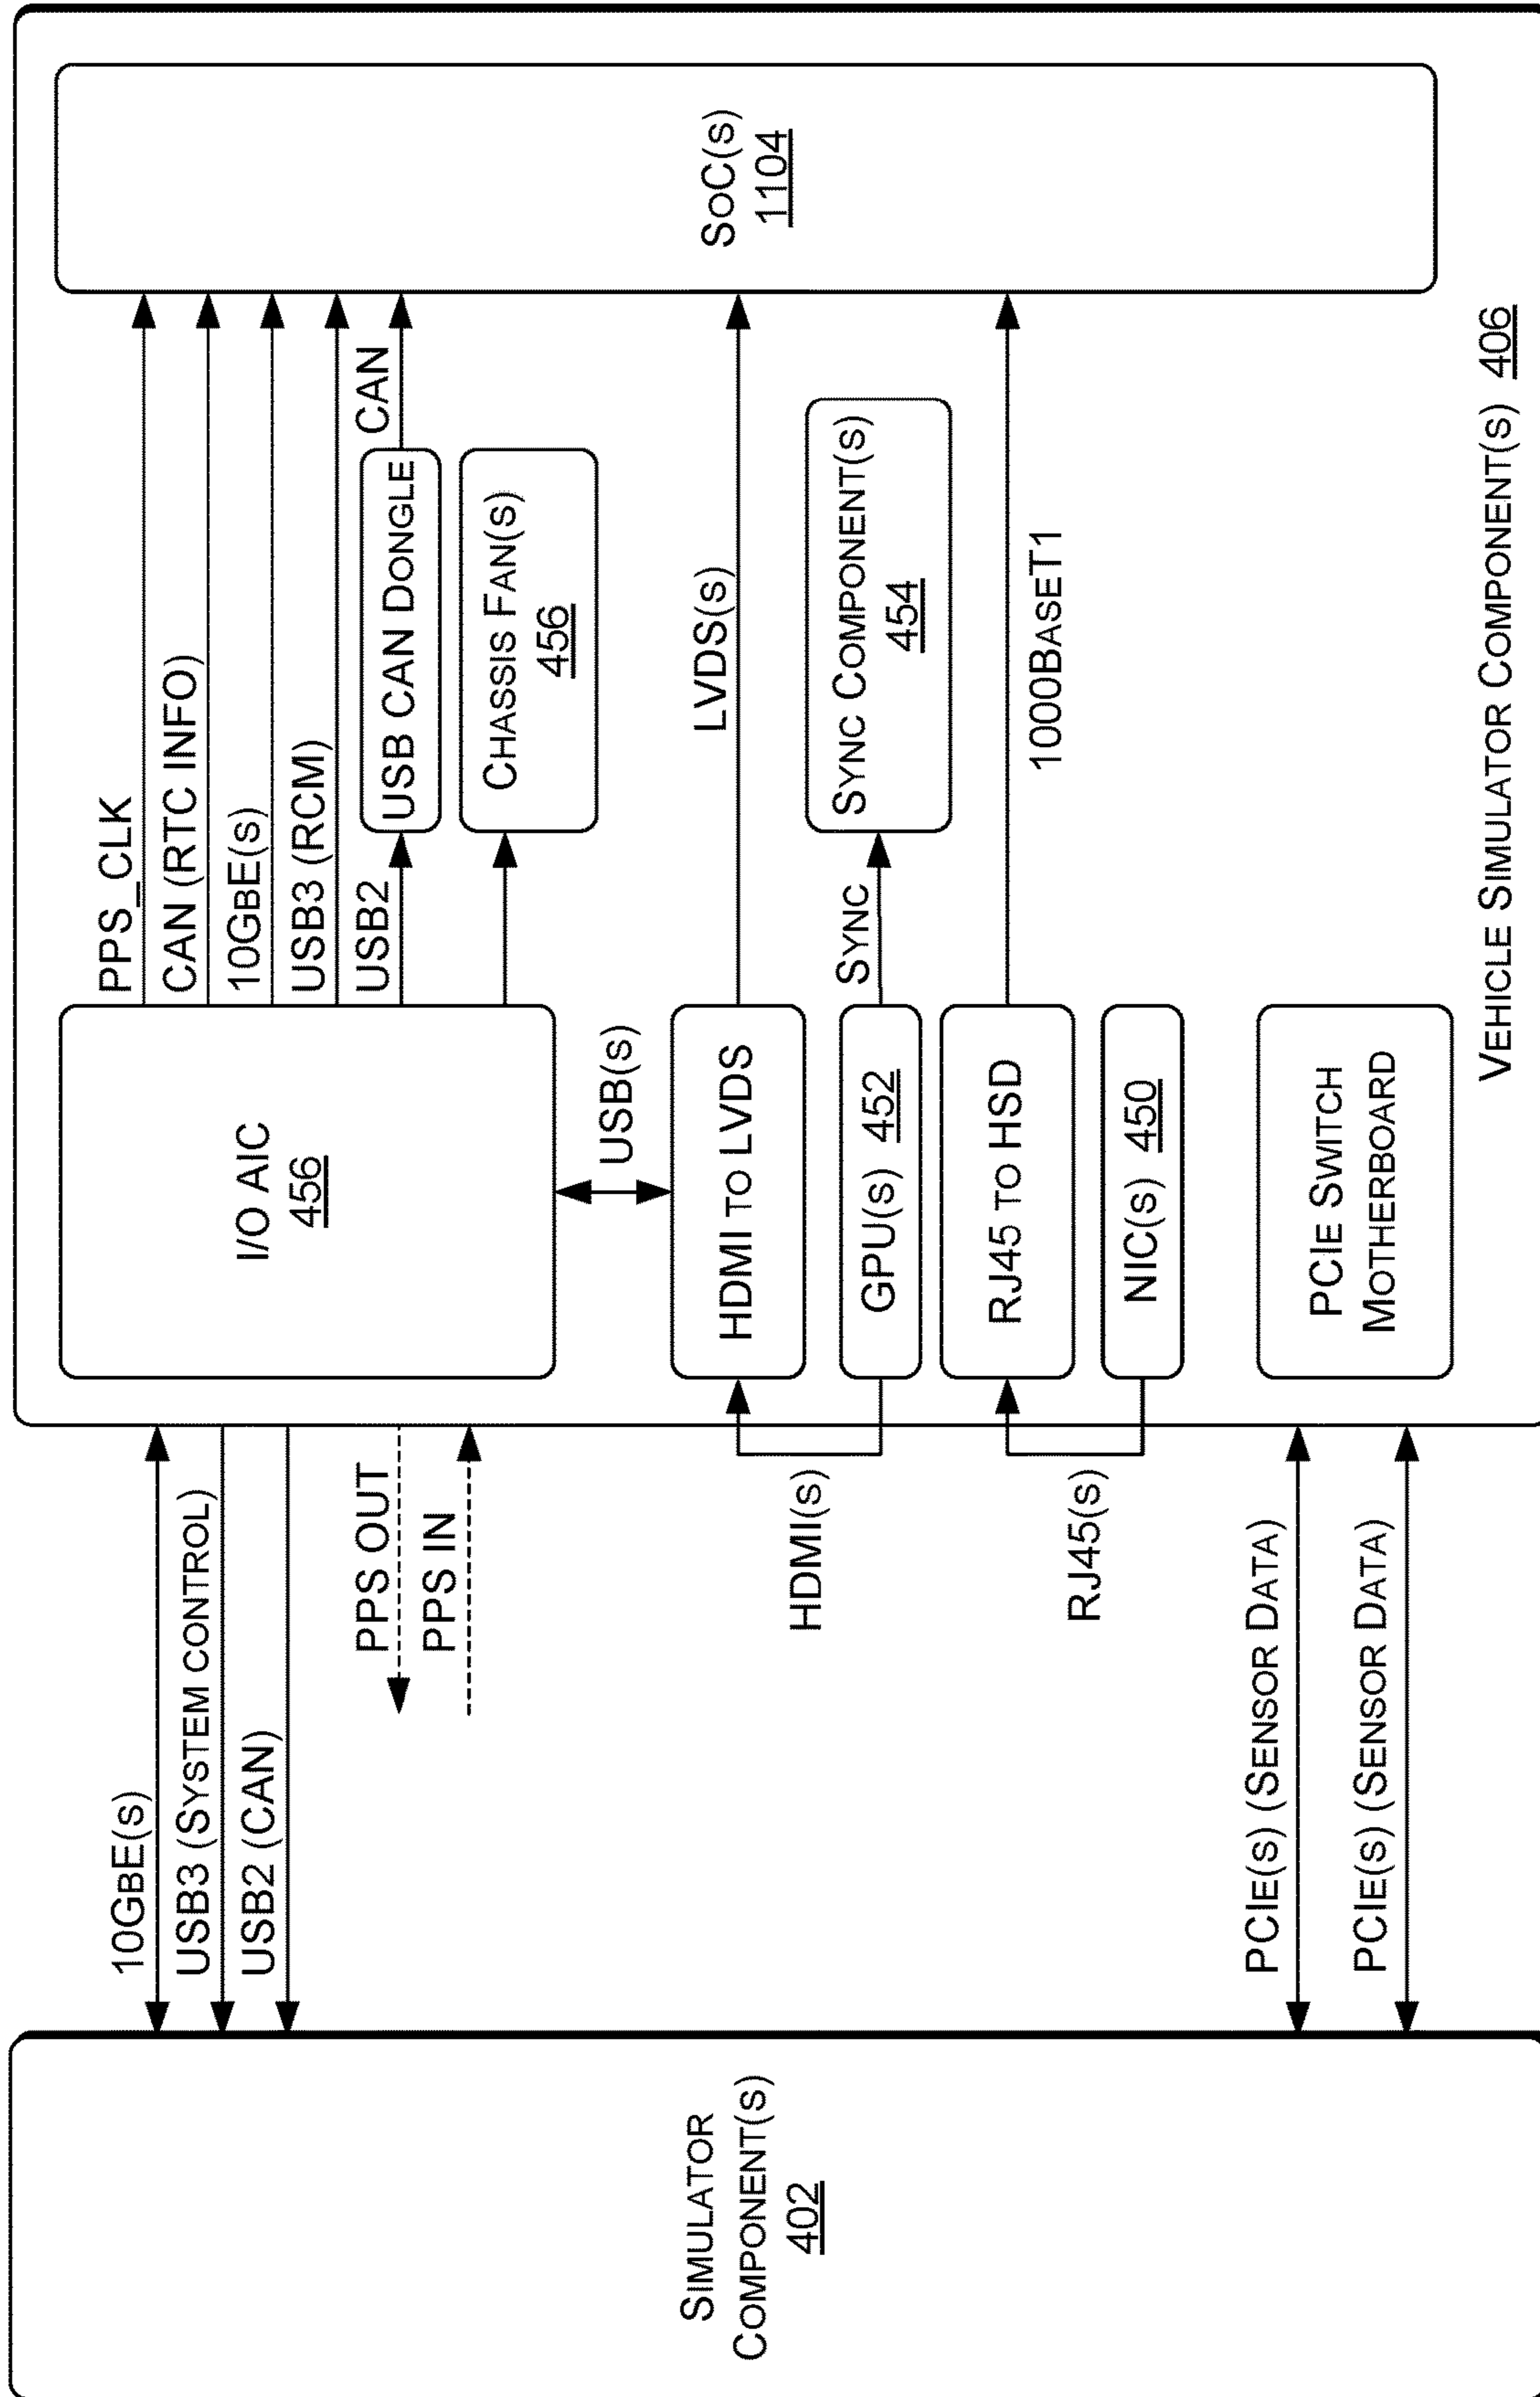 SIMULATOR
COMPONENT(S)
402
10GBE(S)
USB3 (SYSTEM CONTROL)
USB2 (CAN)
PPS OUT
PPS IN
HDMI(S)
RJ45(S)
PCIE(S) (SENSOR DATA)
PCIE(S) (SENSOR DATA)
I/O AIC
456
USB(S)
HDMI TO LVDS
GPU(S) 452
RJ45 TO HSD
NIC(S) 450
PCIE SWITCH
MOTHERBOARD
PPS_CLK
CAN (RTC INFO)
10GBE(S)
USB3 (RCM)
USB2
USB CAN DONGLE
CAN
CHASSIS FAN(S)
456
LVDS(S)
SYNC
SYNC COMPONENT(S)
454
1000BASET1
SOC(S)
1104
VEHICLE SIMULATOR COMPONENT(S) 406